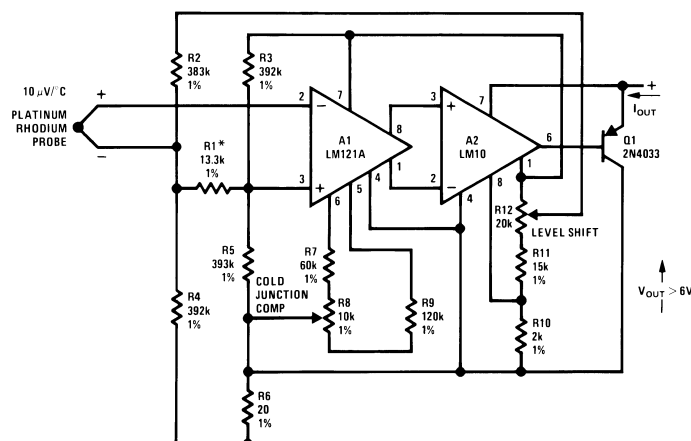 10 μV/°C
PLATINUM
RHODIUM
PROBE
+
−
R2
383k
1%
R3
392k
1%
R1*
13.3k
1%
R4
392k
1%
R5
393k
1%
COLD
JUNCTION
COMP
R6
20
1%
2
−
3
+
7
A1
LM121A
8
1
4
5
6
R7
60k
1%
R8
10k
1%
R9
120k
1%
3
+
2
−
7
A2
LM10
6
1
8
4
+
IOUT
Q1
2N4033
R12
20k
LEVEL SHIFT
R11
15k
1%
R10
2k
1%
VOUT > 6V